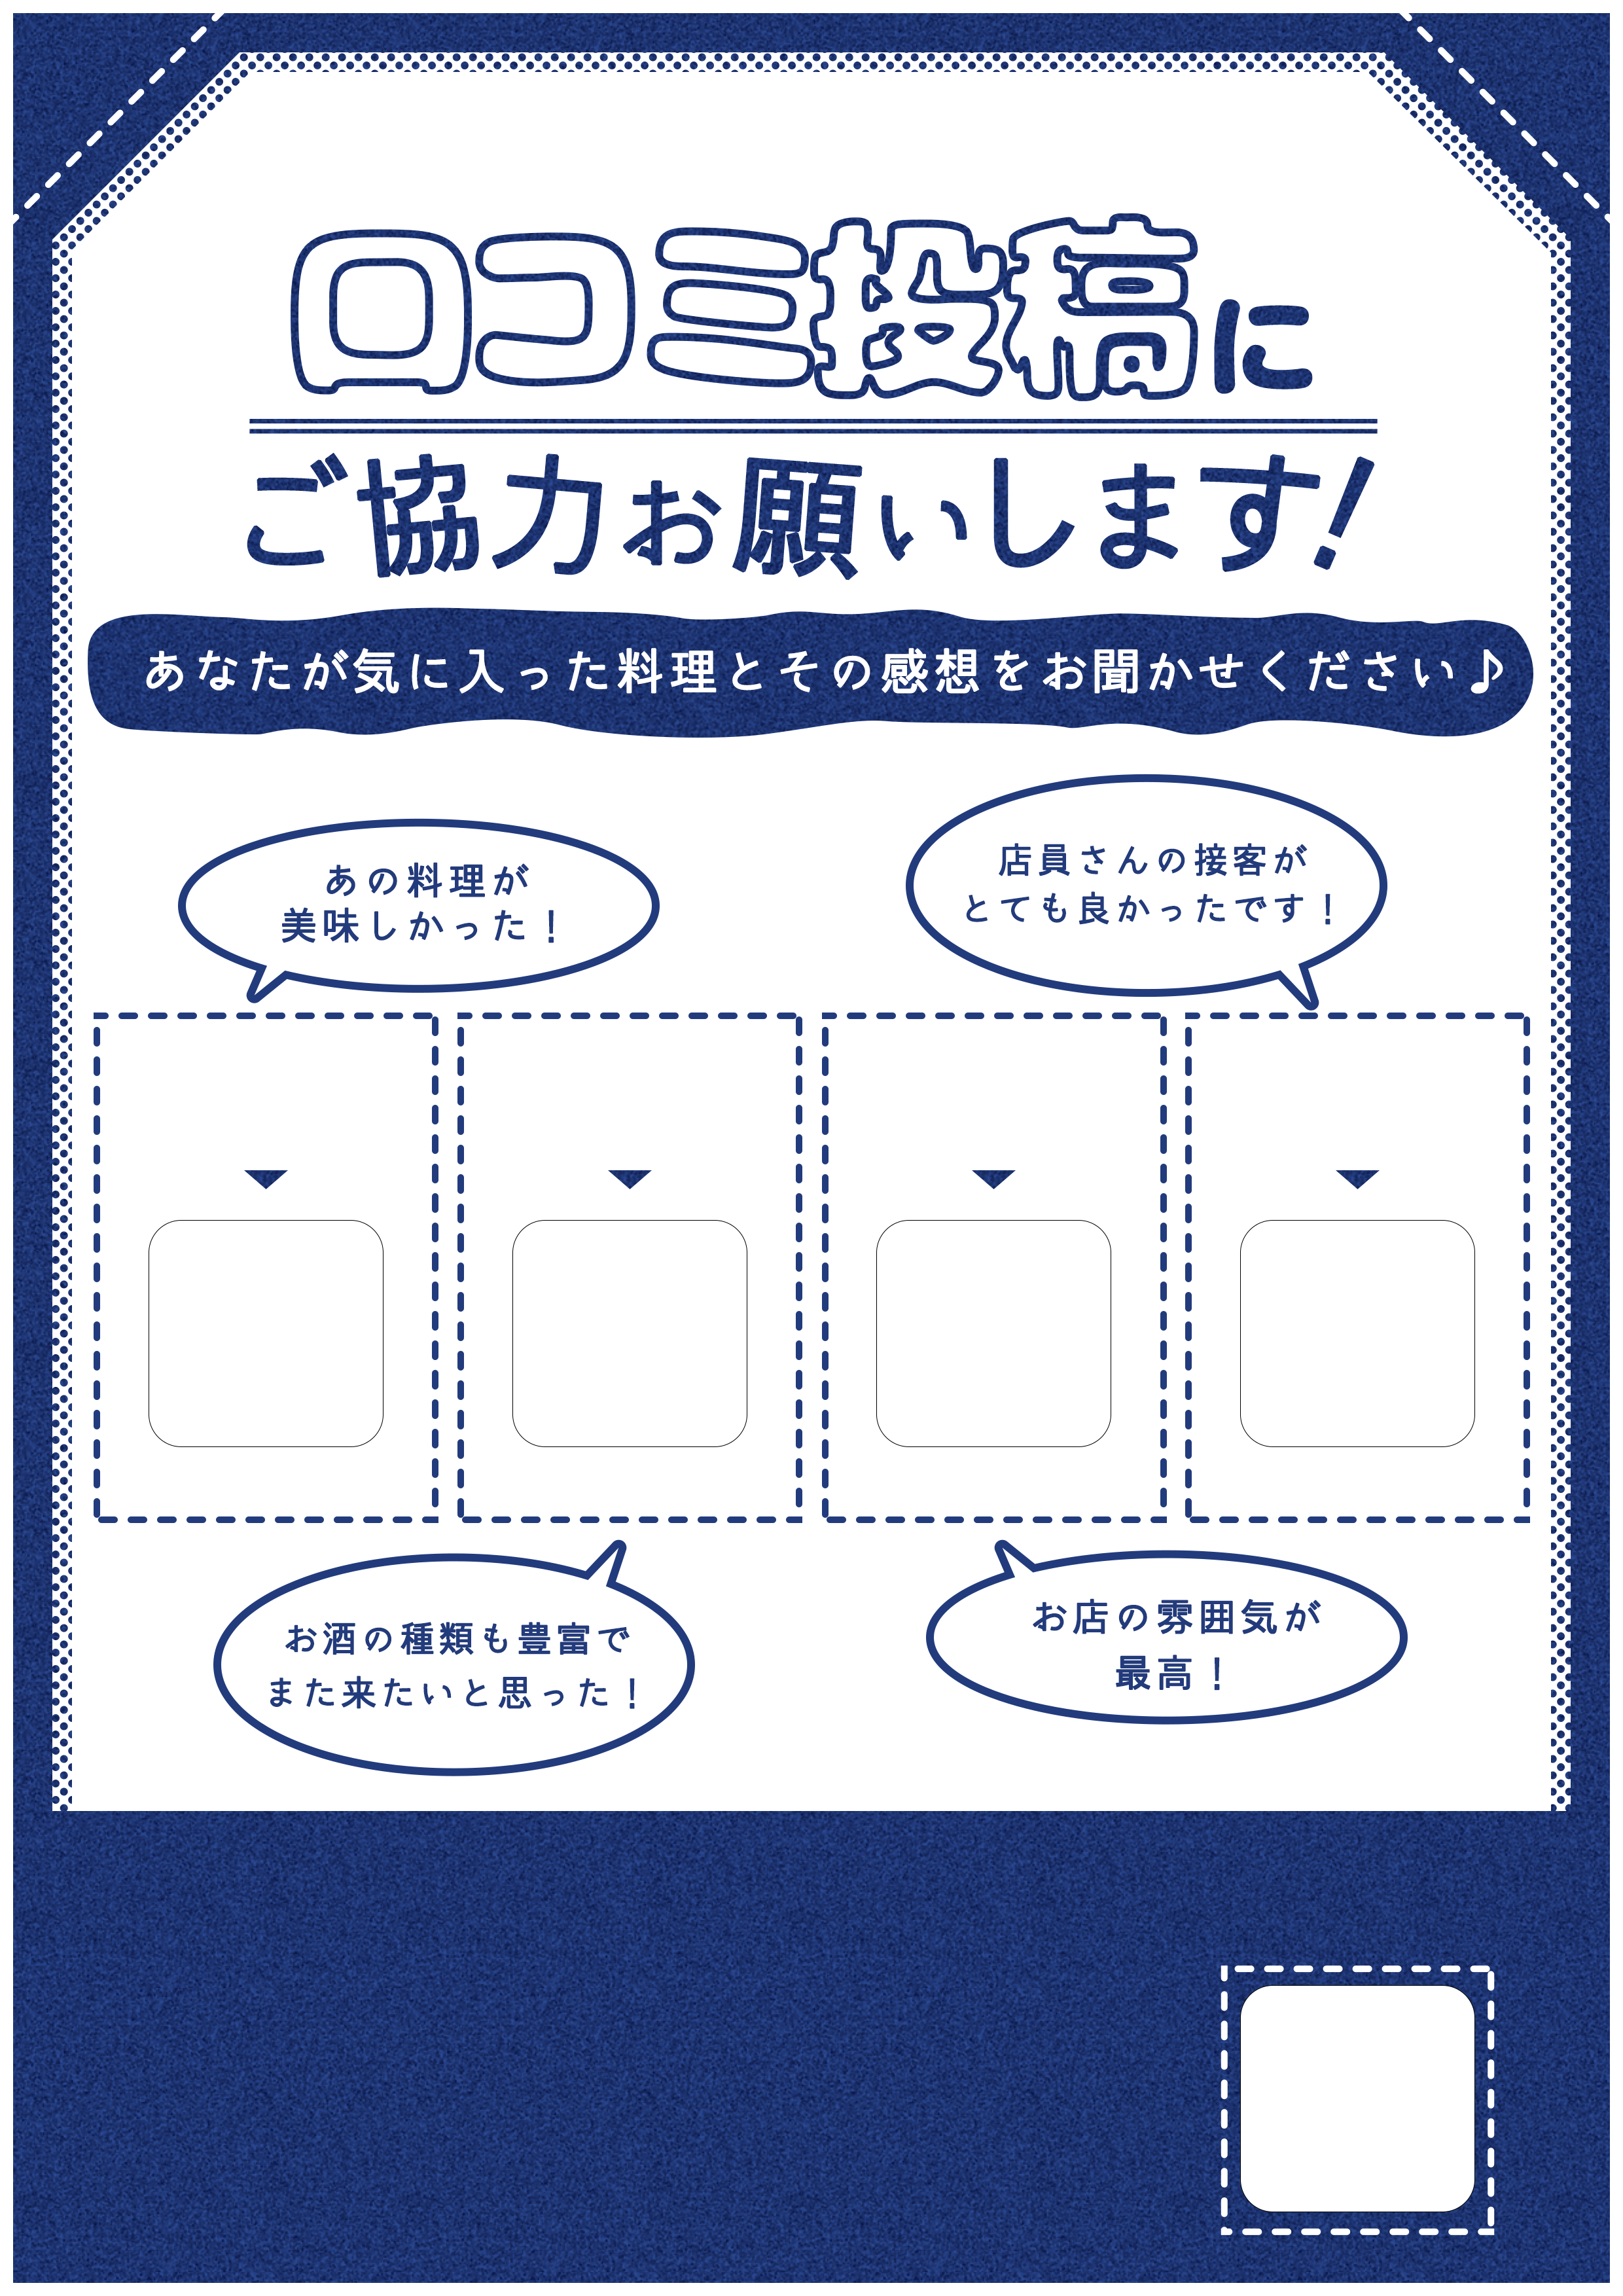 口コミ投稿に
ご協力お願いします!
あなたが気に入った料理とその感想をお聞かせください♪
あの料理が
美味しかった!
店員さんの接客が
とても良かったです!
お酒の種類も豊富で
また来たいと思った!
お店の雰囲気が
最高!